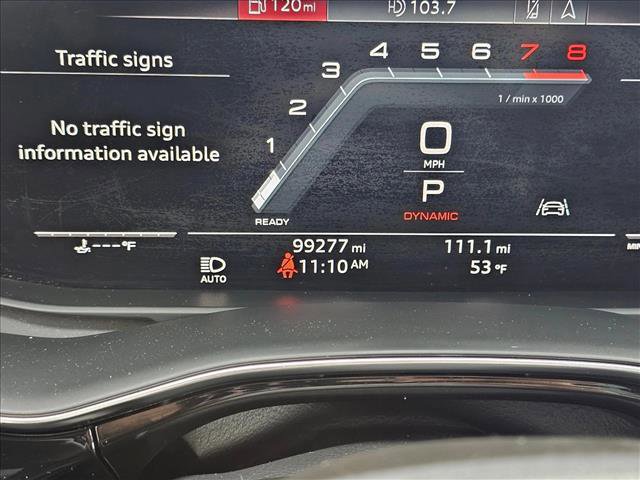 120 mi
103.7
Traffic signs
1 2 3 4 5 6 7 8
1 / min x 1000
No traffic sign
information available
0
MPH
P
DYNAMIC
READY
---°F
99277 mi
111.1 mi
AUTO
11:10 AM
53 °F